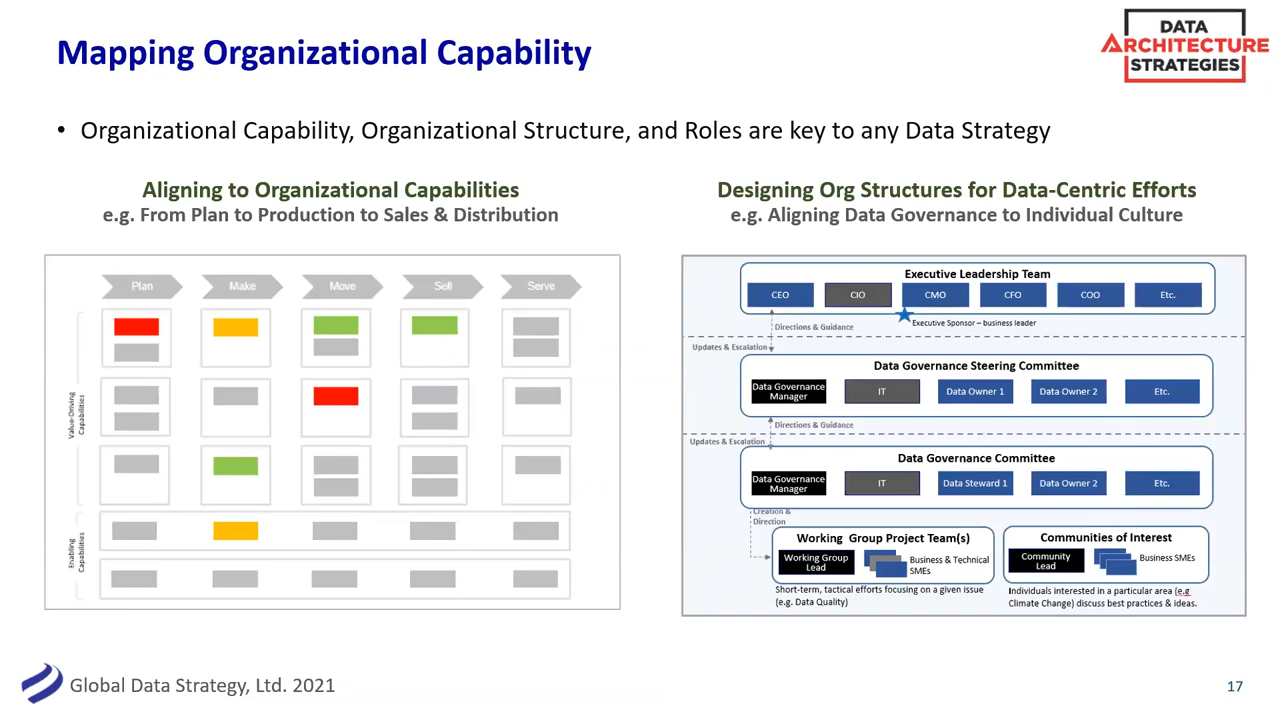 Mapping Organizational Capability
DATA
ARCHITECTURE
STRATEGIES
• Organizational Capability, Organizational Structure, and Roles are key to any Data Strategy
Aligning to Organizational Capabilities
e.g. From Plan to Production to Sales & Distribution
Plan
Make
Move
Sell
Serve
Value-Driving
Capabilities
Enabling
Capabilities
Designing Org Structures for Data-Centric Efforts
e.g. Aligning Data Governance to Individual Culture
Executive Leadership Team
CEO
CIO
CMO
CFO
COO
Etc.
Executive Sponsor – business leader
Directions & Guidance
Updates & Escalation
Data Governance Steering Committee
Data Governance
Manager
IT
Data Owner 1
Data Owner 2
Etc.
Directions & Guidance
Updates & Escalation
Data Governance Committee
Data Governance
Manager
IT
Data Steward 1
Data Owner 2
Etc.
Creation &
Direction
Working Group Project Team(s)
Working Group
Lead
Business & Technical
SMEs
Short-term, tactical efforts focusing on a given issue
(e.g. Data Quality)
Communities of Interest
Community
Lead
Business SMEs
Individuals interested in a particular area (e.g
Climate Change) discuss best practices & ideas.
Global Data Strategy, Ltd. 2021
17